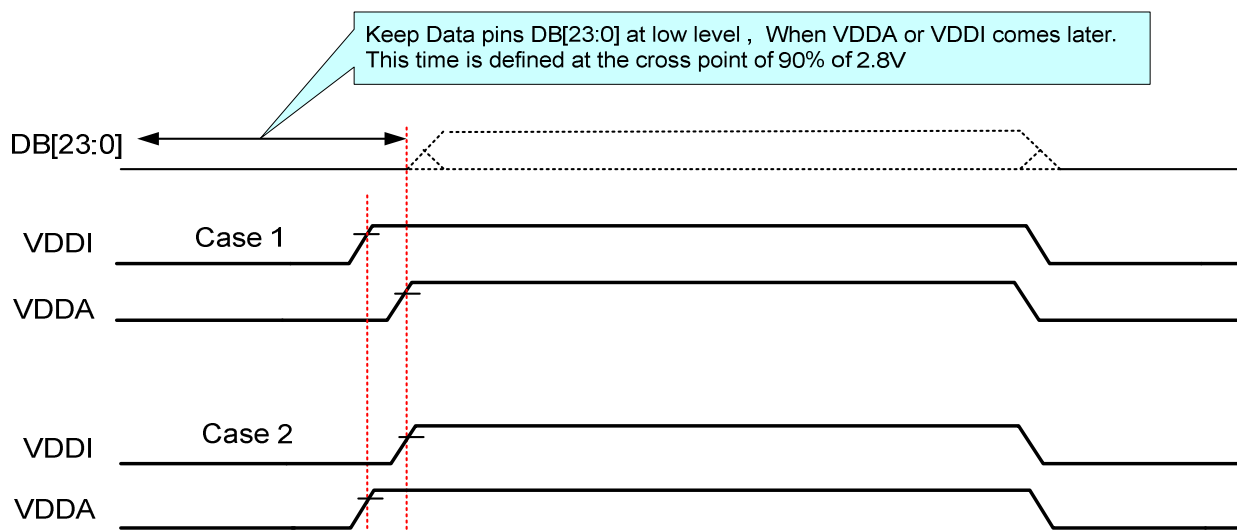 Keep Data pins DB[23:0] at low level , When VDDA or VDDI comes later.
This time is defined at the cross point of 90% of 2.8V
DB[23:0]
VDDI
Case 1
VDDA
VDDI
Case 2
VDDA